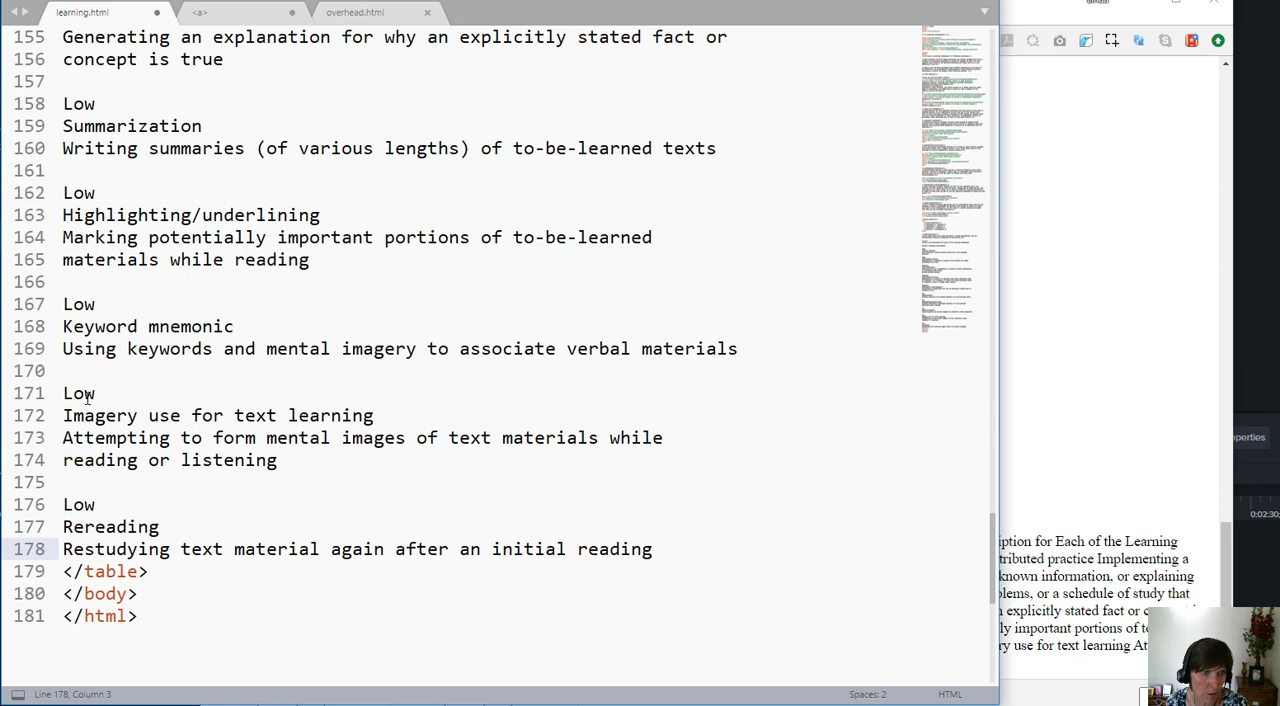 learning.html
<a>
overhead.html
155 Generating an explanation for why an explicitly stated fact or
156 concept is true
157
158 Low
159 Summarization
160 Writing summaries (of various lengths) of to-be-learned texts
161
162 Low
163 Highlighting/underlining
164 Marking potentially important portions of to-be-learned
165 materials while reading
166
167 Low
168 Keyword mnemonic
169 Using keywords and mental imagery to associate verbal materials
170
171 Low
172 Imagery use for text learning
173 Attempting to form mental images of text materials while
174 reading or listening
175
176 Low
177 Rereading
178 Restudying text material again after an initial reading
179 </table>
180 </body>
181 </html>
Line 178, Column 3
Spaces: 2
HTML
operties
0:02:30;
iption for Each of the Learning
tributed practice Implementing a
known information, or explaining
blems, or a schedule of study that
n explicitly stated fact or c
ly important portions of t
ry use for text learning At